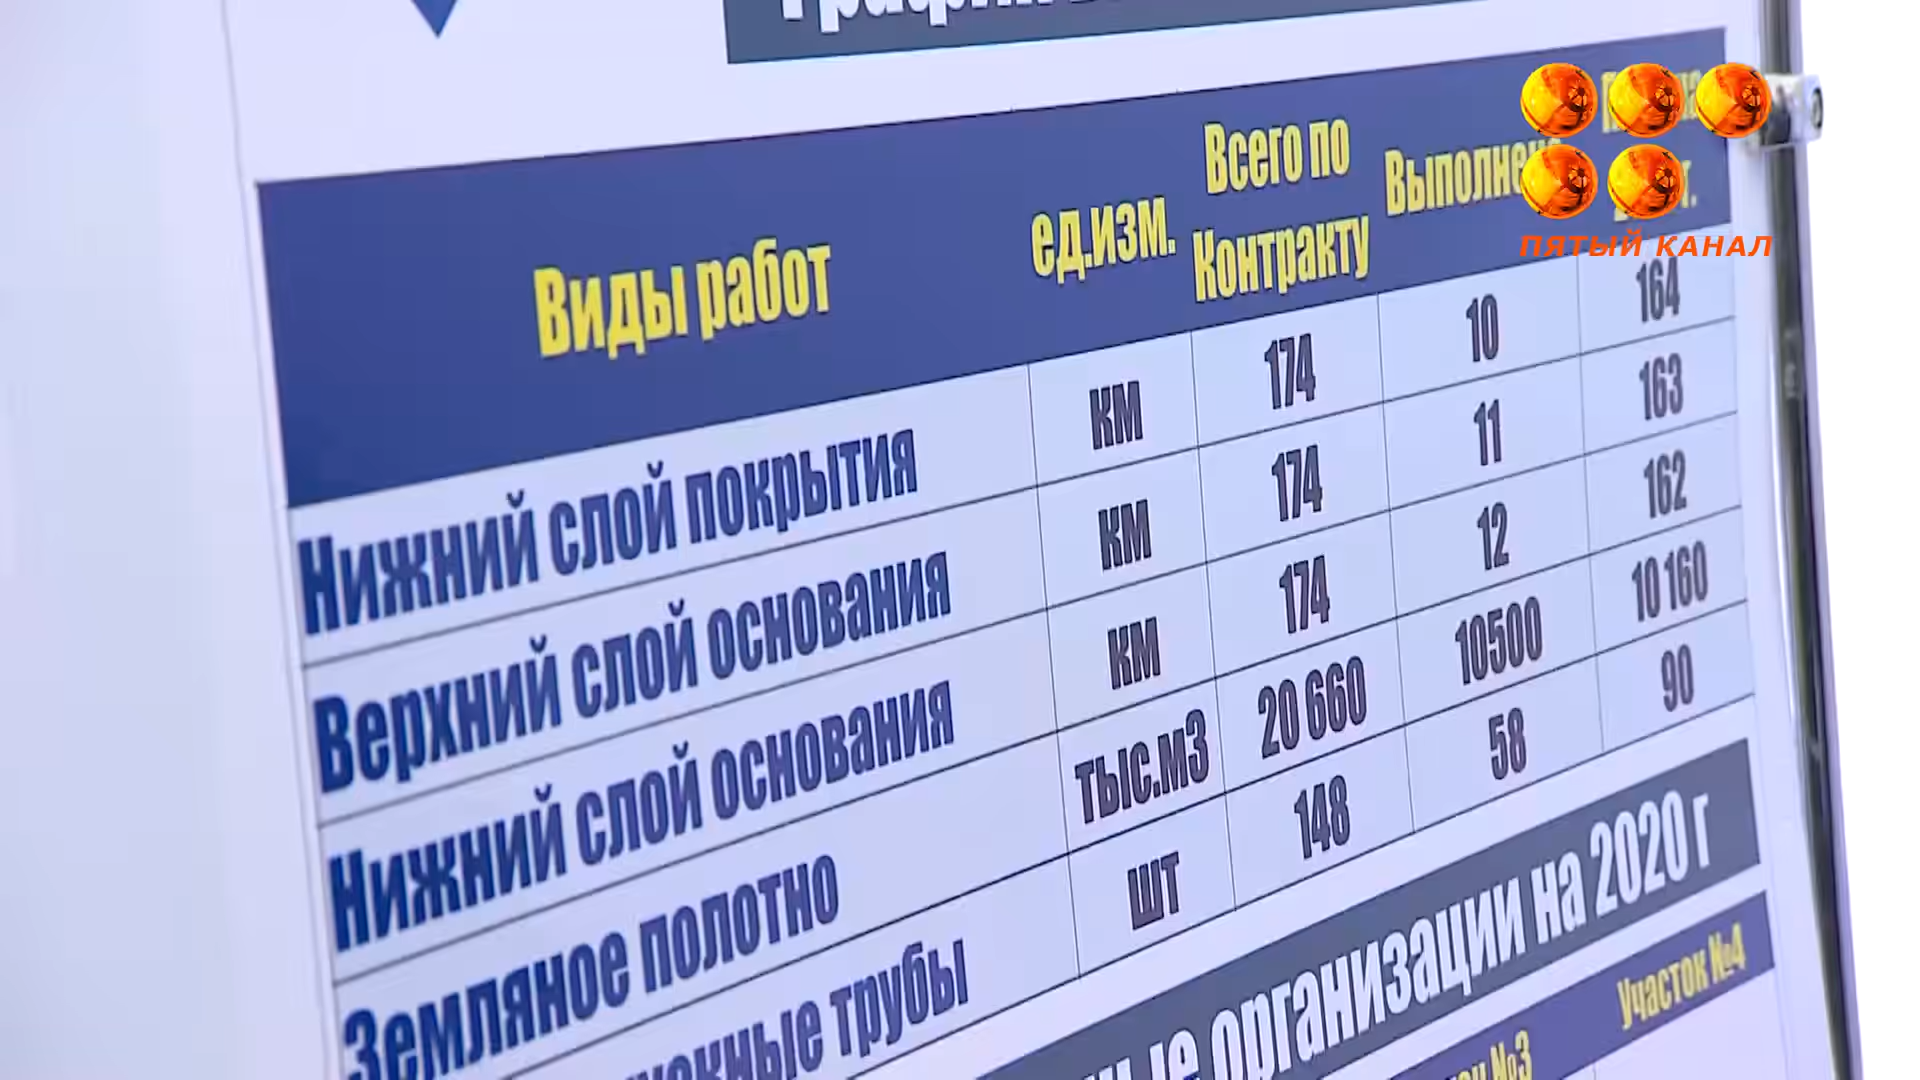 Виды работ ед.изм. Всего по Контракту Выполнено
ПЯТЫЙ КАНАЛ
Нижний слой покрытия км 174 10 164
Верхний слой основания км 174 11 163
Нижний слой основания км 174 12 162
Земляное полотно тыс.м3 20 660 10500 10 160
трубы шт 148 58 90
организации на 2020 г
№3 Участок №4